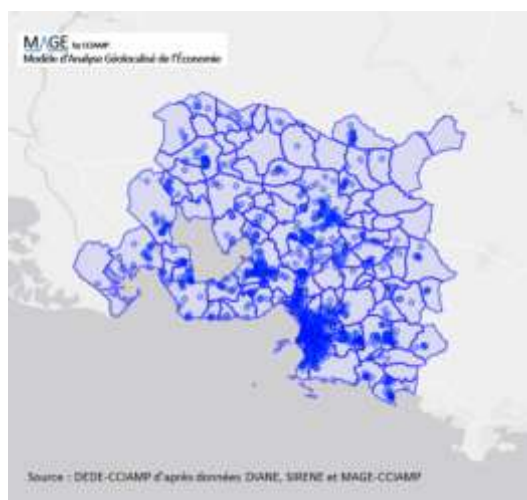 MAGE by CCIAMP
Modèle d'Analyse Géolocalisé de l'Économie
Source : DEDE-CCIAMP d'après données DIANE, SIRENE et MAGE-CCIAMP